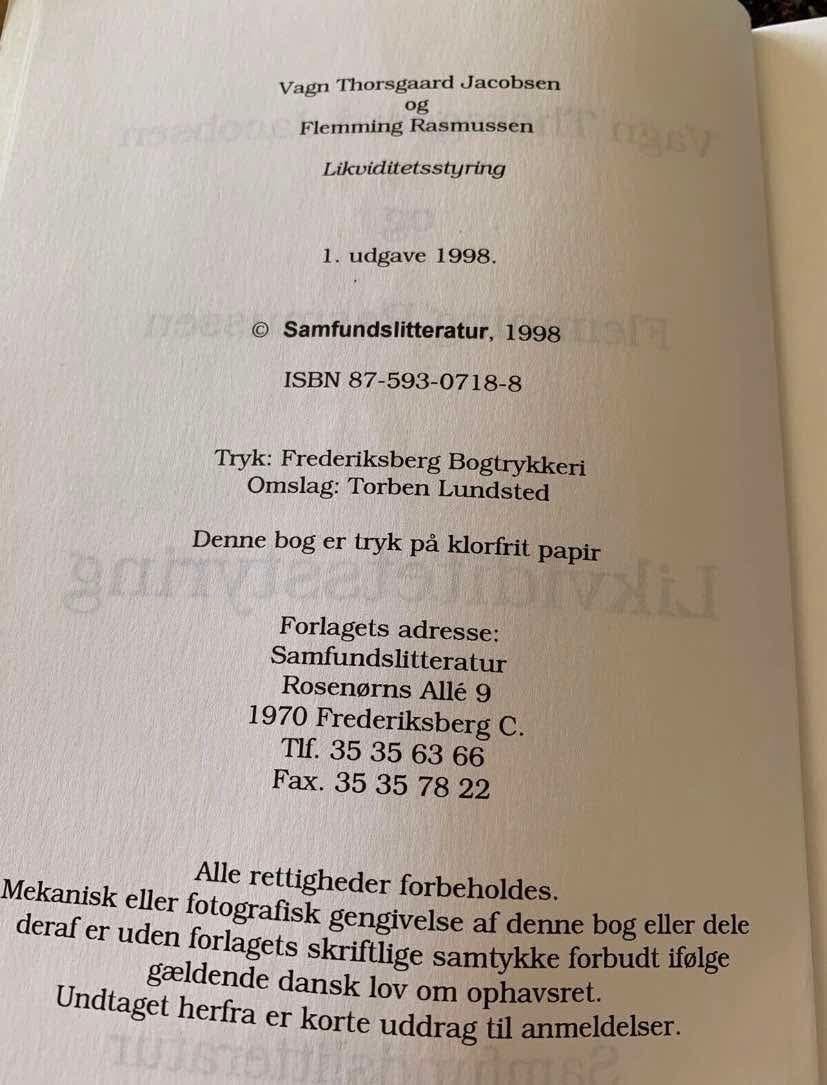 Vagn Thorsgaard Jacobsen
og
Flemming Rasmussen
Likviditetsstyring
1. udgave 1998.
© Samfundslitteratur, 1998
ISBN 87-593-0718-8
Tryk: Frederiksberg Bogtrykkeri
Omslag: Torben Lundsted
Denne bog er tryk på klorfrit papir
Forlagets adresse:
Samfundslitteratur
Rosenørns Allé 9
1970 Frederiksberg C.
Tlf. 35 35 63 66
Fax. 35 35 78 22
Alle rettigheder forbeholdes.
Mekanisk eller fotografisk gengivelse af denne bog eller dele
deraf er uden forlagets skriftlige samtykke forbudt ifølge
gældende dansk lov om ophavsret.
Undtaget herfra er korte uddrag til anmeldelser.